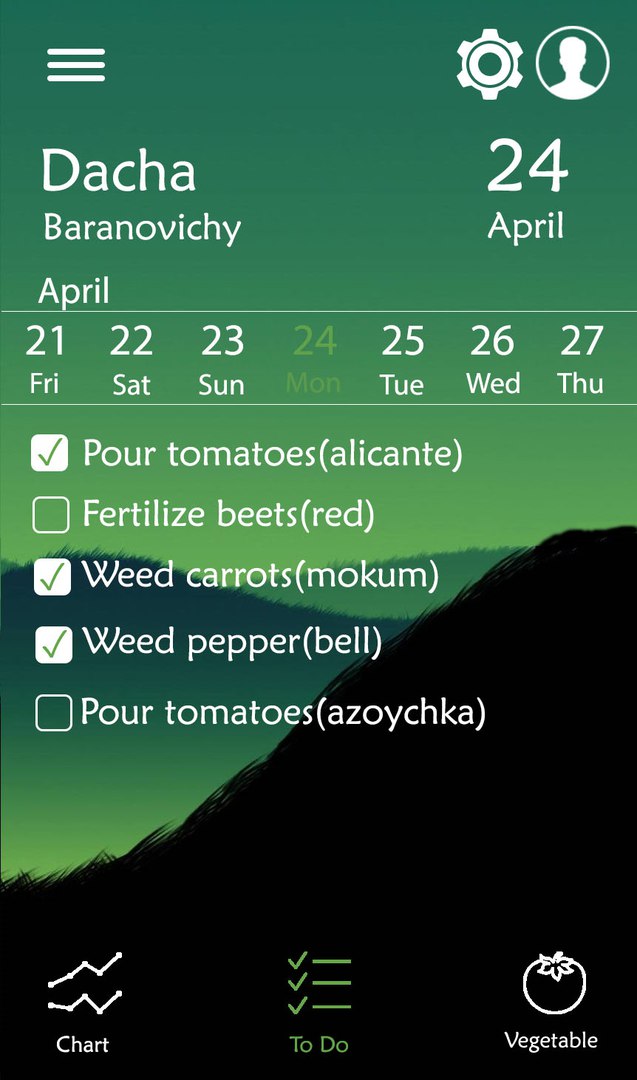 Dacha
24
Baranovichy
April
April
21 22 23 24 25 26 27
Fri Sat Sun Mon Tue Wed Thu
Pour tomatoes(alicante)
Fertilize beets(red)
Weed carrots(mokum)
Weed pepper(bell)
Pour tomatoes(azoychka)
Chart
To Do
Vegetable